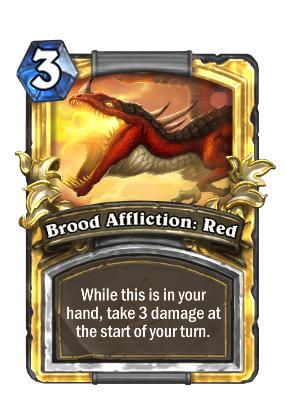 3
Brood Affliction: Red
While this is in your
hand, take 3 damage at
the start of your turn.